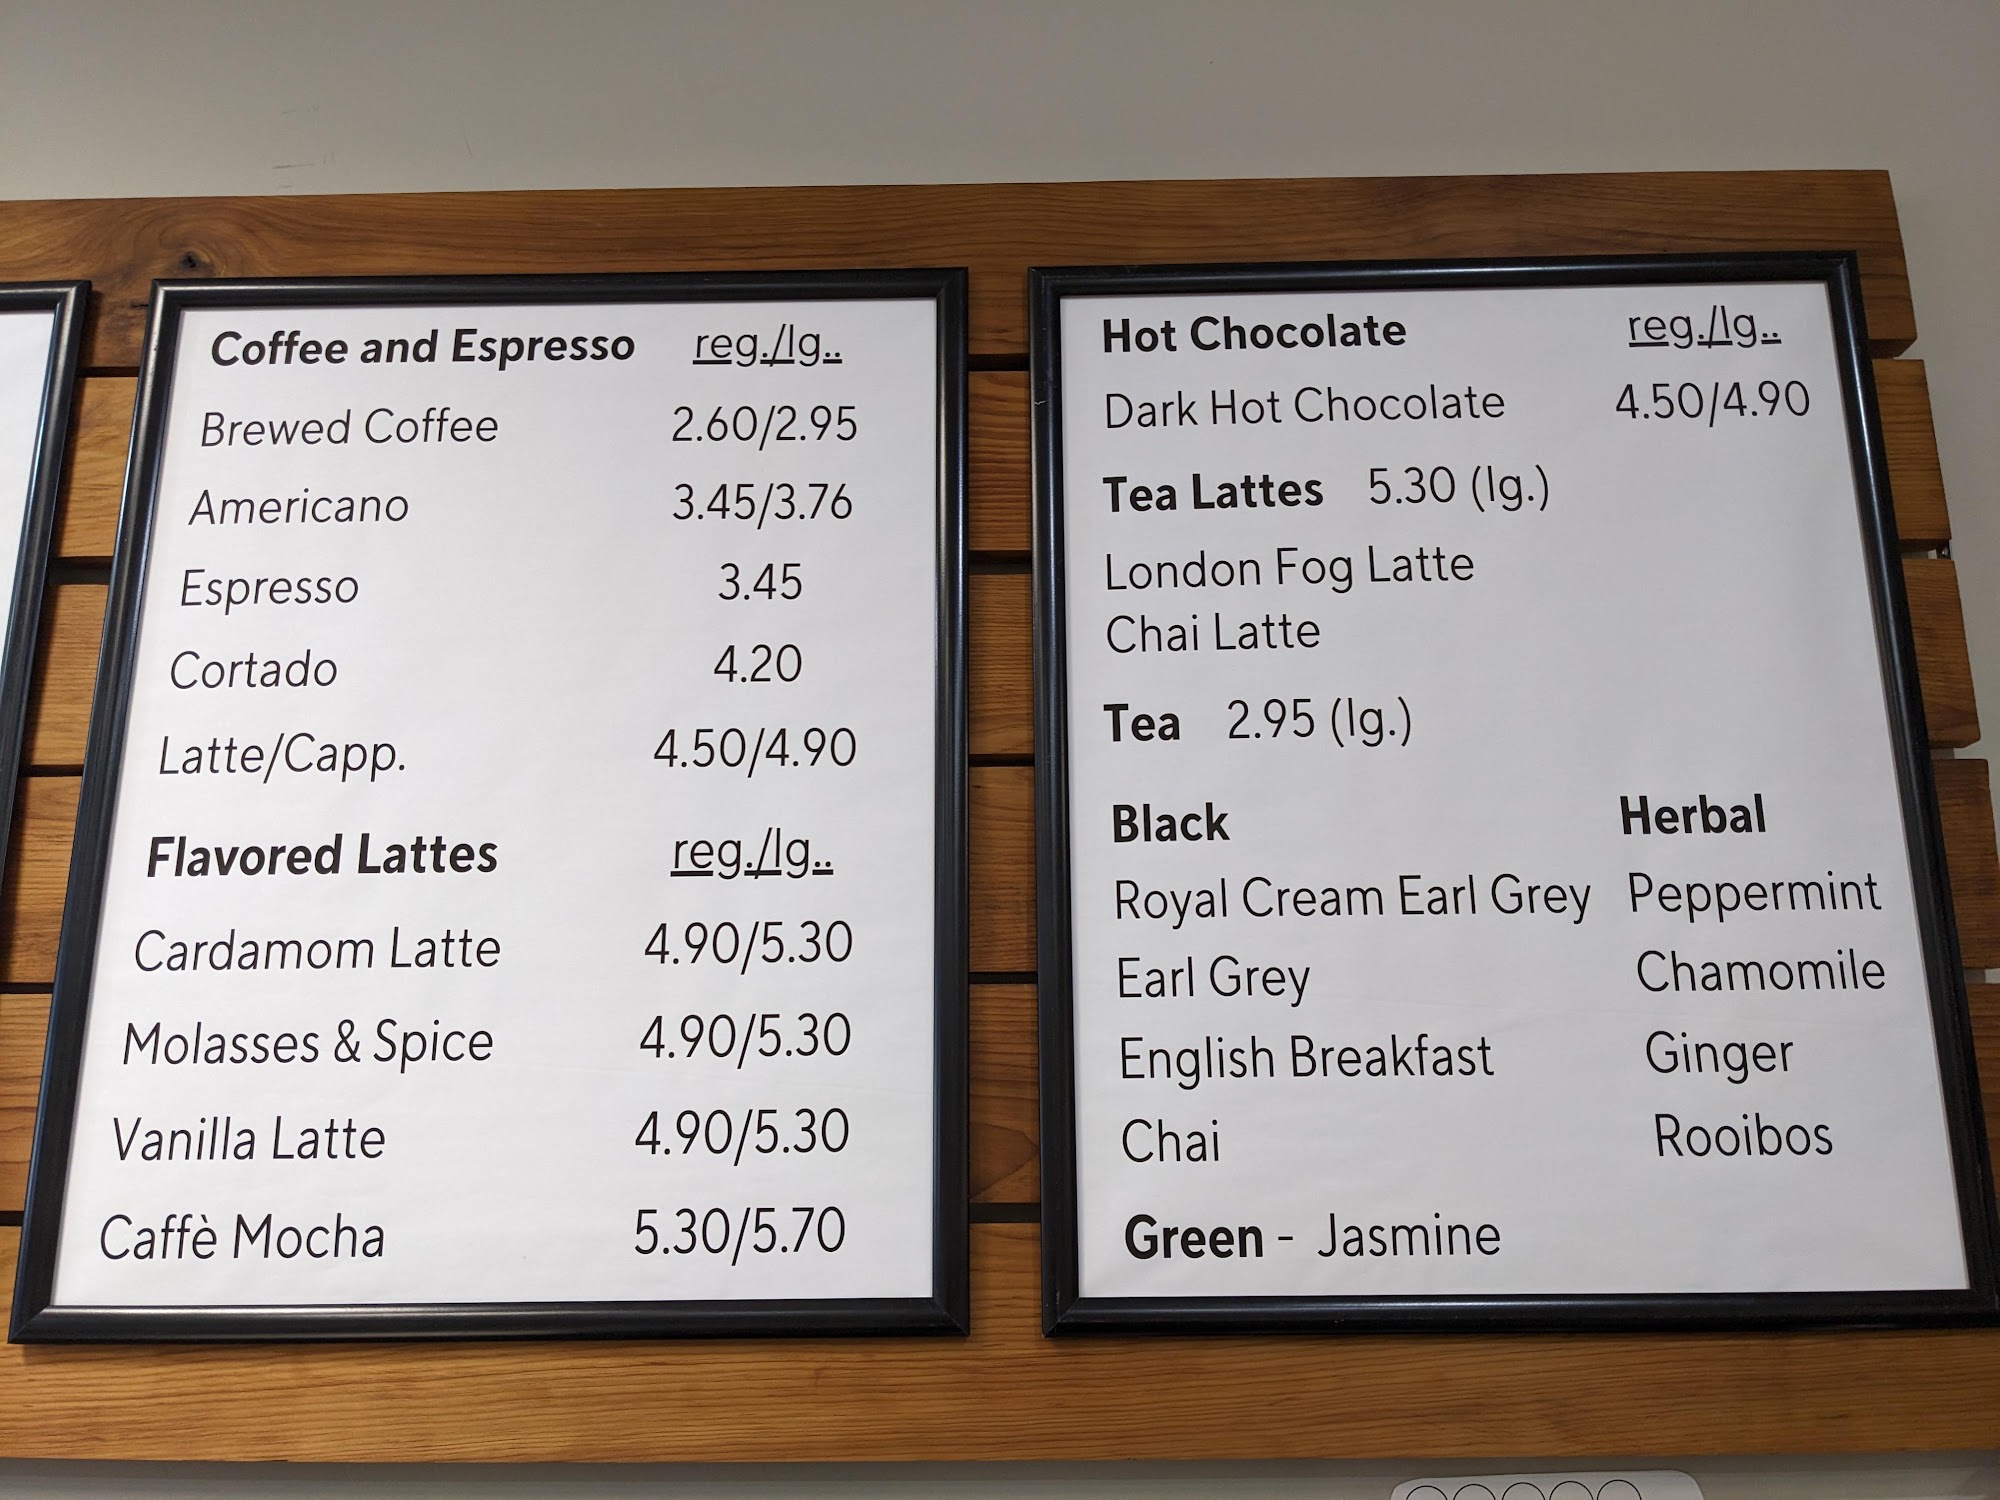 Coffee and Espresso reg./lg..
Brewed Coffee 2.60/2.95
Americano 3.45/3.76
Espresso 3.45
Cortado 4.20
Latte/Capp. 4.50/4.90
Flavored Lattes reg./lg..
Cardamom Latte 4.90/5.30
Molasses & Spice 4.90/5.30
Vanilla Latte 4.90/5.30
Caffè Mocha 5.30/5.70
Hot Chocolate reg./lg..
Dark Hot Chocolate 4.50/4.90
Tea Lattes 5.30 (lg.)
London Fog Latte
Chai Latte
Tea 2.95 (lg.)
Black Herbal
Royal Cream Earl Grey Peppermint
Earl Grey Chamomile
English Breakfast Ginger
Chai Rooibos
Green - Jasmine